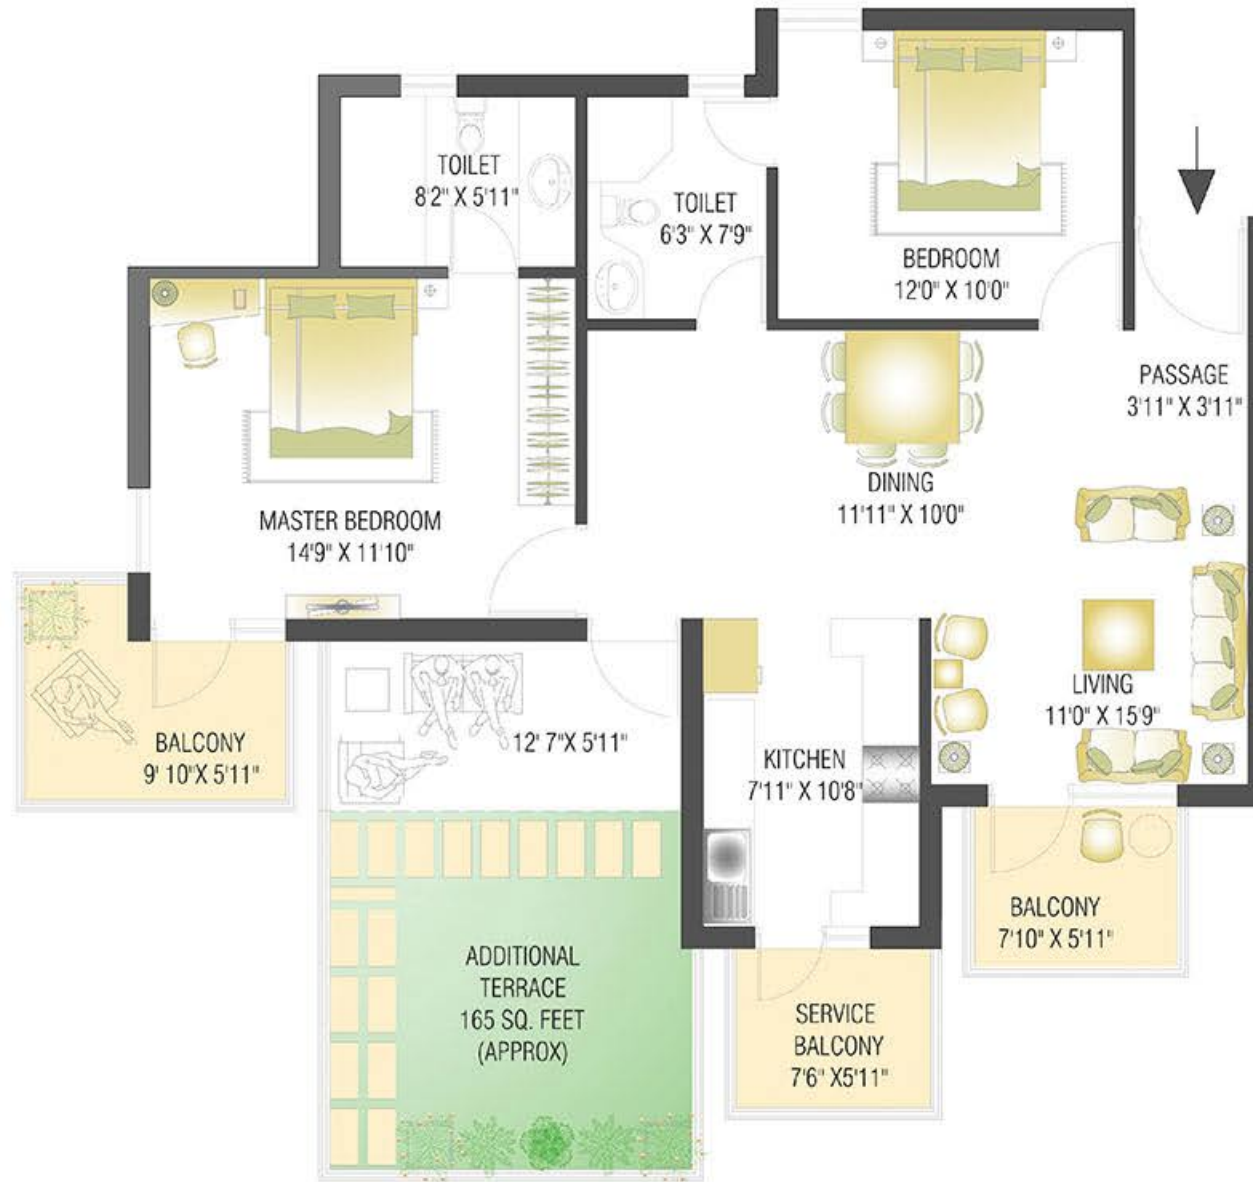 TOILET
8'2" X 5'11"
TOILET
6'3" X 7'9"
BEDROOM
12'0" X 10'0"
PASSAGE
3'11" X 3'11"
DINING
11'11" X 10'0"
MASTER BEDROOM
14'9" X 11'10"
LIVING
11'0" X 15'9"
BALCONY
9' 10"X 5'11"
12' 7"X 5'11"
KITCHEN
7'11" X 10'8"
BALCONY
7'10" X 5'11"
ADDITIONAL
TERRACE
165 SQ. FEET
(APPROX)
SERVICE
BALCONY
7'6" X5'11"